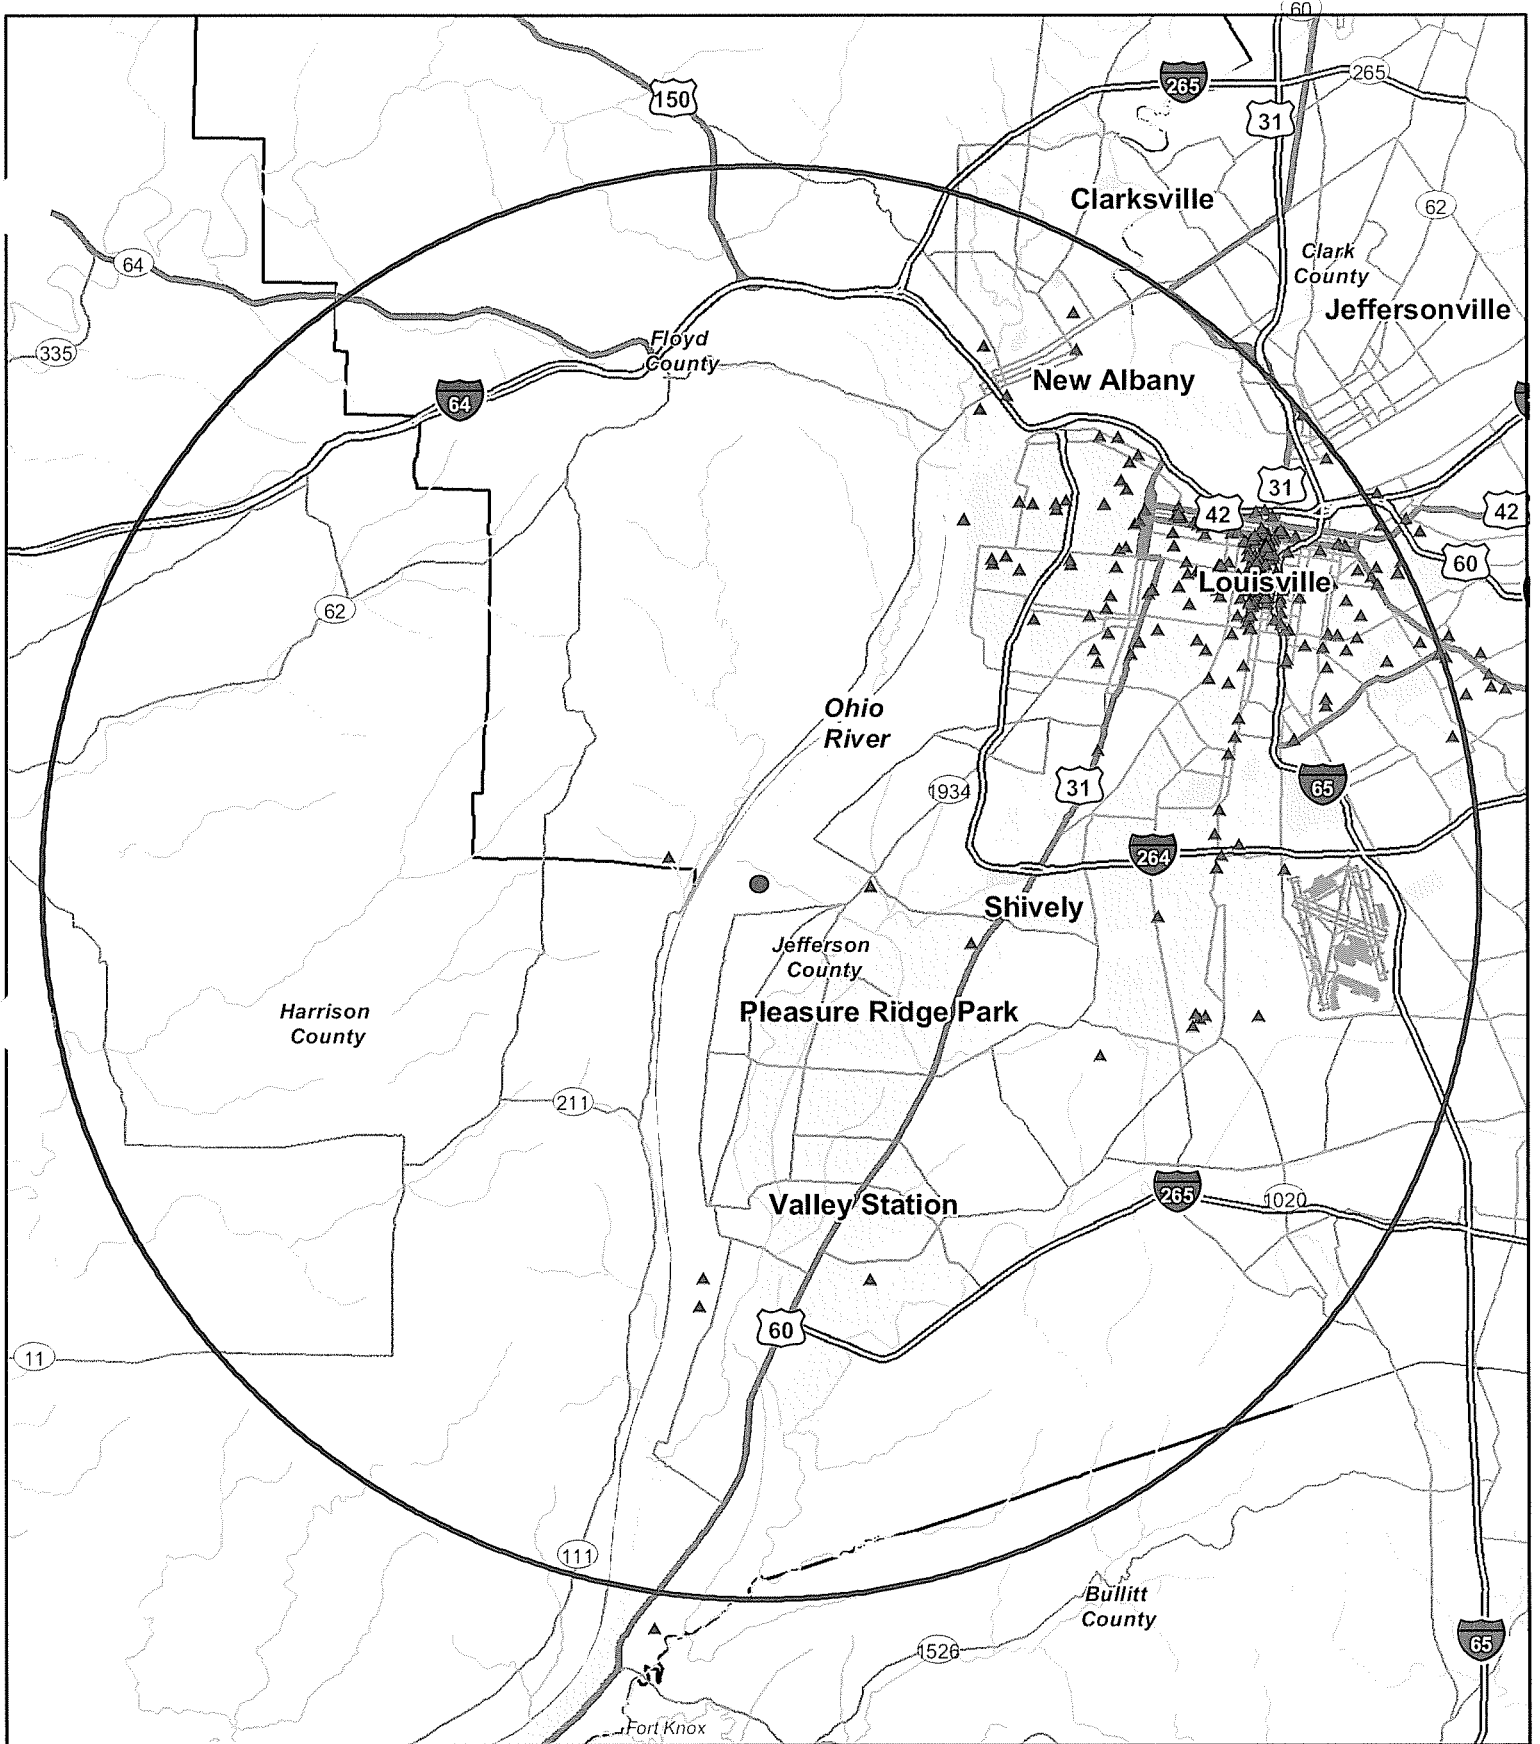 60
265
265
150
31
Clarksville
62
Clark
County
64
Jeffersonville
Floyd
County
335
New Albany
64
31
42
42
60
Louisville
62
Ohio
River
1934
31
65
264
Shively
Jefferson
County
Pleasure Ridge Park
Harrison
County
211
265
1020
Valley Station
60
11
111
Bullitt
County
1526
65
Fort Knox